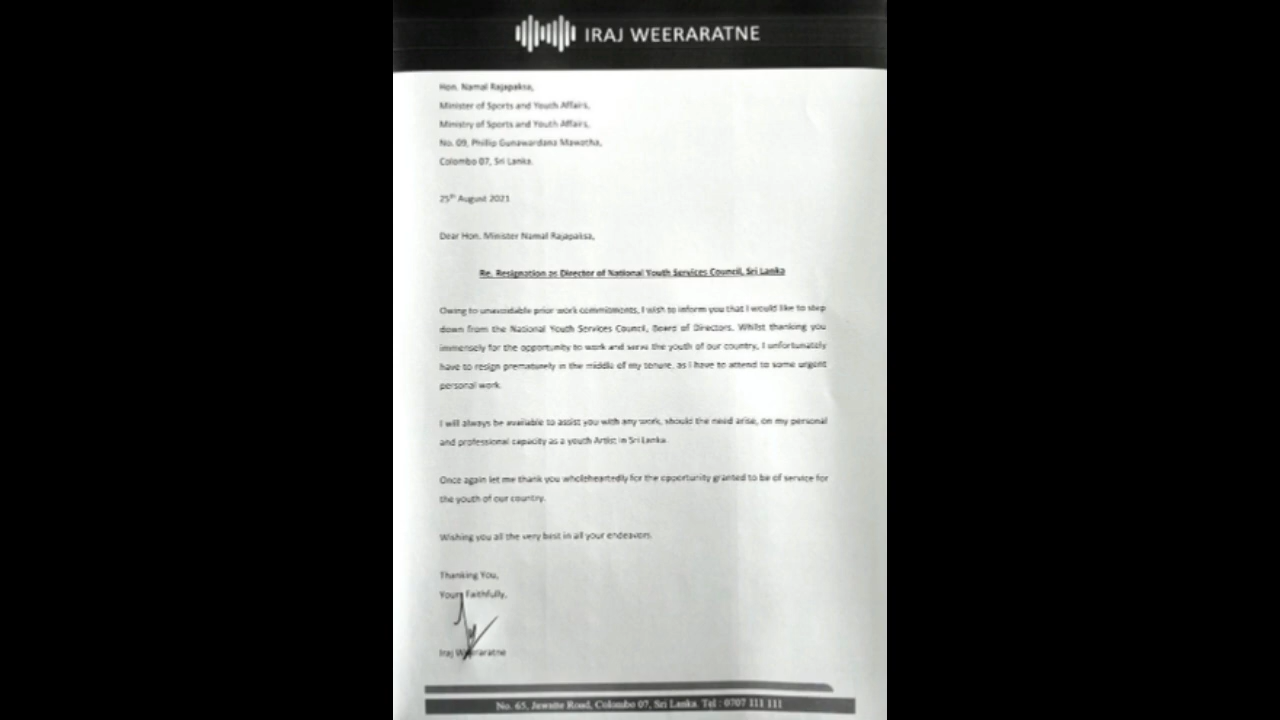 IRAJ WEERARATNE
Hon. Namal Rajapaksa,
Minister of Sports and Youth Affairs,
Ministry of Sports and Youth Affairs,
No. 09, Phillip Gunawardana Mawatha,
Colombo 07, Sri Lanka.
25th August 2021
Dear Hon. Minister Namal Rajapaksa,
Re. Resignation as Director of National Youth Services Council, Sri Lanka
Owing to unavoidable prior work commitments, I wish to inform you that I would like to step
down from the National Youth Services Council, Board of Directors. Whilst thanking you
immensely for the opportunity to work and serve the youth of our country, I unfortunately
have to resign prematurely in the middle of my tenure, as I have to attend to some urgent
personal work.
I will always be available to assist you with any work, should the need arise, on my personal
and professional capacity as a youth Artist in Sri Lanka.
Once again let me thank you wholeheartedly for the opportunity granted to be of service for
the youth of our country.
Wishing you all the very best in all your endeavors.
Thanking You,
Yours Faithfully,
Iraj Weeraratne
No. 65, Jawatte Road, Colombo 07, Sri Lanka. Tel : 0707 111 111